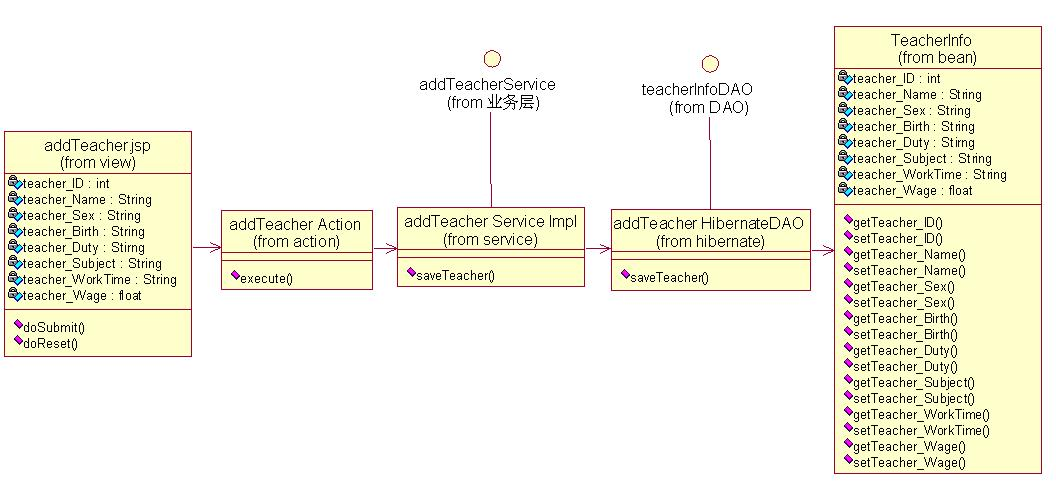 addTeacher.jsp
(from view)
teacher_ID : int
teacher_Name : String
teacher_Sex : String
teacher_Birth : String
teacher_Duty : Stirng
teacher_Subject : String
teacher_WorkTime : String
teacher_Wage : float
doSubmit()
doReset()
addTeacher Action
(from action)
execute()
addTeacherService
(from 业务层)
addTeacher Service Impl
(from service)
saveTeacher()
teacherInfoDAO
(from DAO)
addTeacher HibernateDAO
(from hibernate)
saveTeacher()
TeacherInfo
(from bean)
teacher_ID : int
teacher_Name : String
teacher_Sex : String
teacher_Birth : String
teacher_Duty : Stirng
teacher_Subject : String
teacher_WorkTime : String
teacher_Wage : float
getTeacher_ID()
setTeacher_ID()
getTeacher_Name()
setTeacher_Name()
getTeacher_Sex()
setTeacher_Sex()
getTeacher_Birth()
setTeacher_Birth()
getTeacher_Duty()
setTeacher_Duty()
getTeacher_Subject()
setTeacher_Subject()
getTeacher_WorkTime()
setTeacher_WorkTime()
getTeacher_Wage()
setTeacher_Wage()